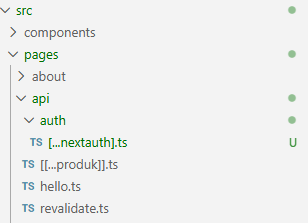 src
components
pages
about
api
auth
TS [...nextauth].ts U
TS [[...produk]].ts
TS hello.ts
TS revalidate.ts